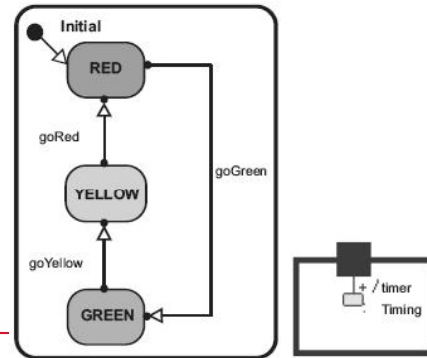 Initial
RED
goRed
goGreen
YELLOW
goYellow
GREEN
+ / timer
: Timing